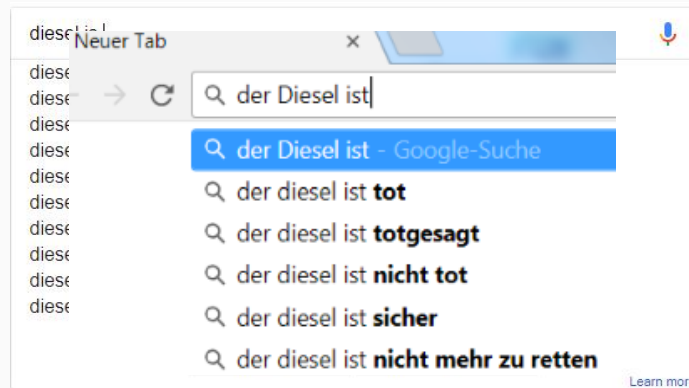 diesel is
Neuer Tab
der Diesel ist
der Diesel ist - Google-Suche
der diesel ist tot
der diesel ist totgesagt
der diesel ist nicht tot
der diesel ist sicher
der diesel ist nicht mehr zu retten
Learn mor